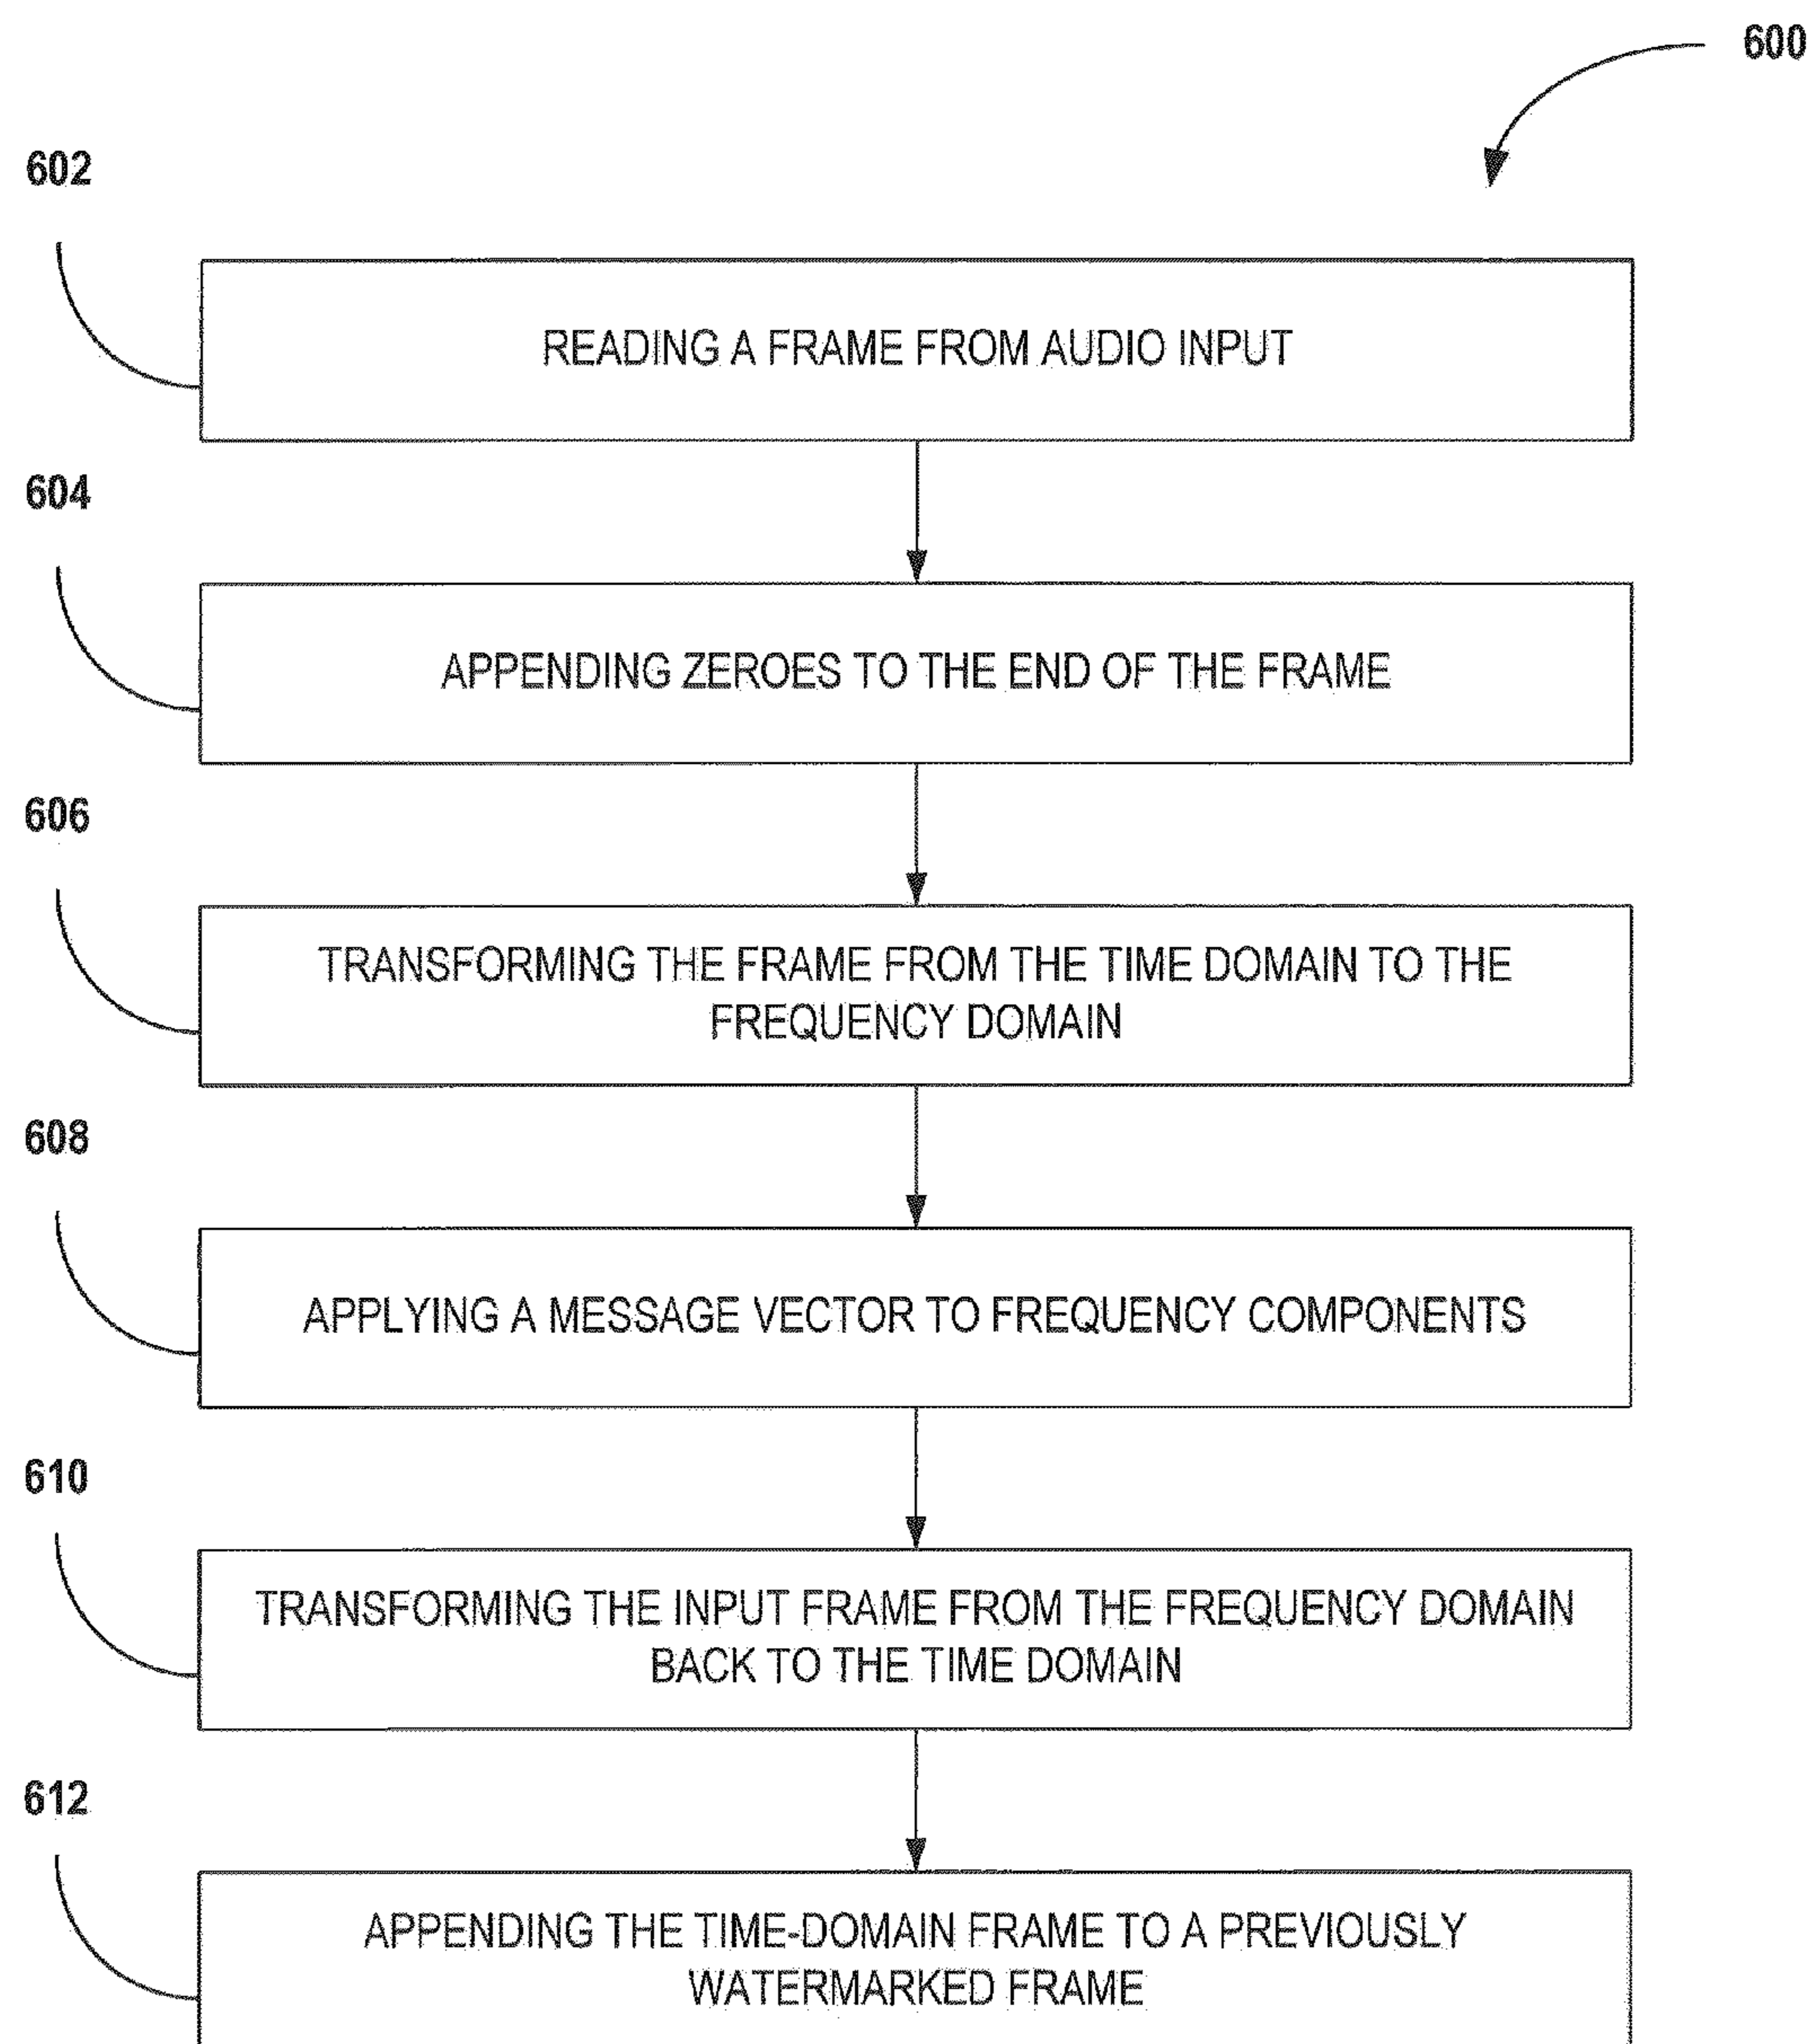 600
602
READING A FRAME FROM AUDIO INPUT
604
APPENDING ZEROES TO THE END OF THE FRAME
606
TRANSFORMING THE FRAME FROM THE TIME DOMAIN TO THE
FREQUENCY DOMAIN
608
APPLYING A MESSAGE VECTOR TO FREQUENCY COMPONENTS
610
TRANSFORMING THE INPUT FRAME FROM THE FREQUENCY DOMAIN
BACK TO THE TIME DOMAIN
612
APPENDING THE TIME-DOMAIN FRAME TO A PREVIOUSLY
WATERMARKED FRAME